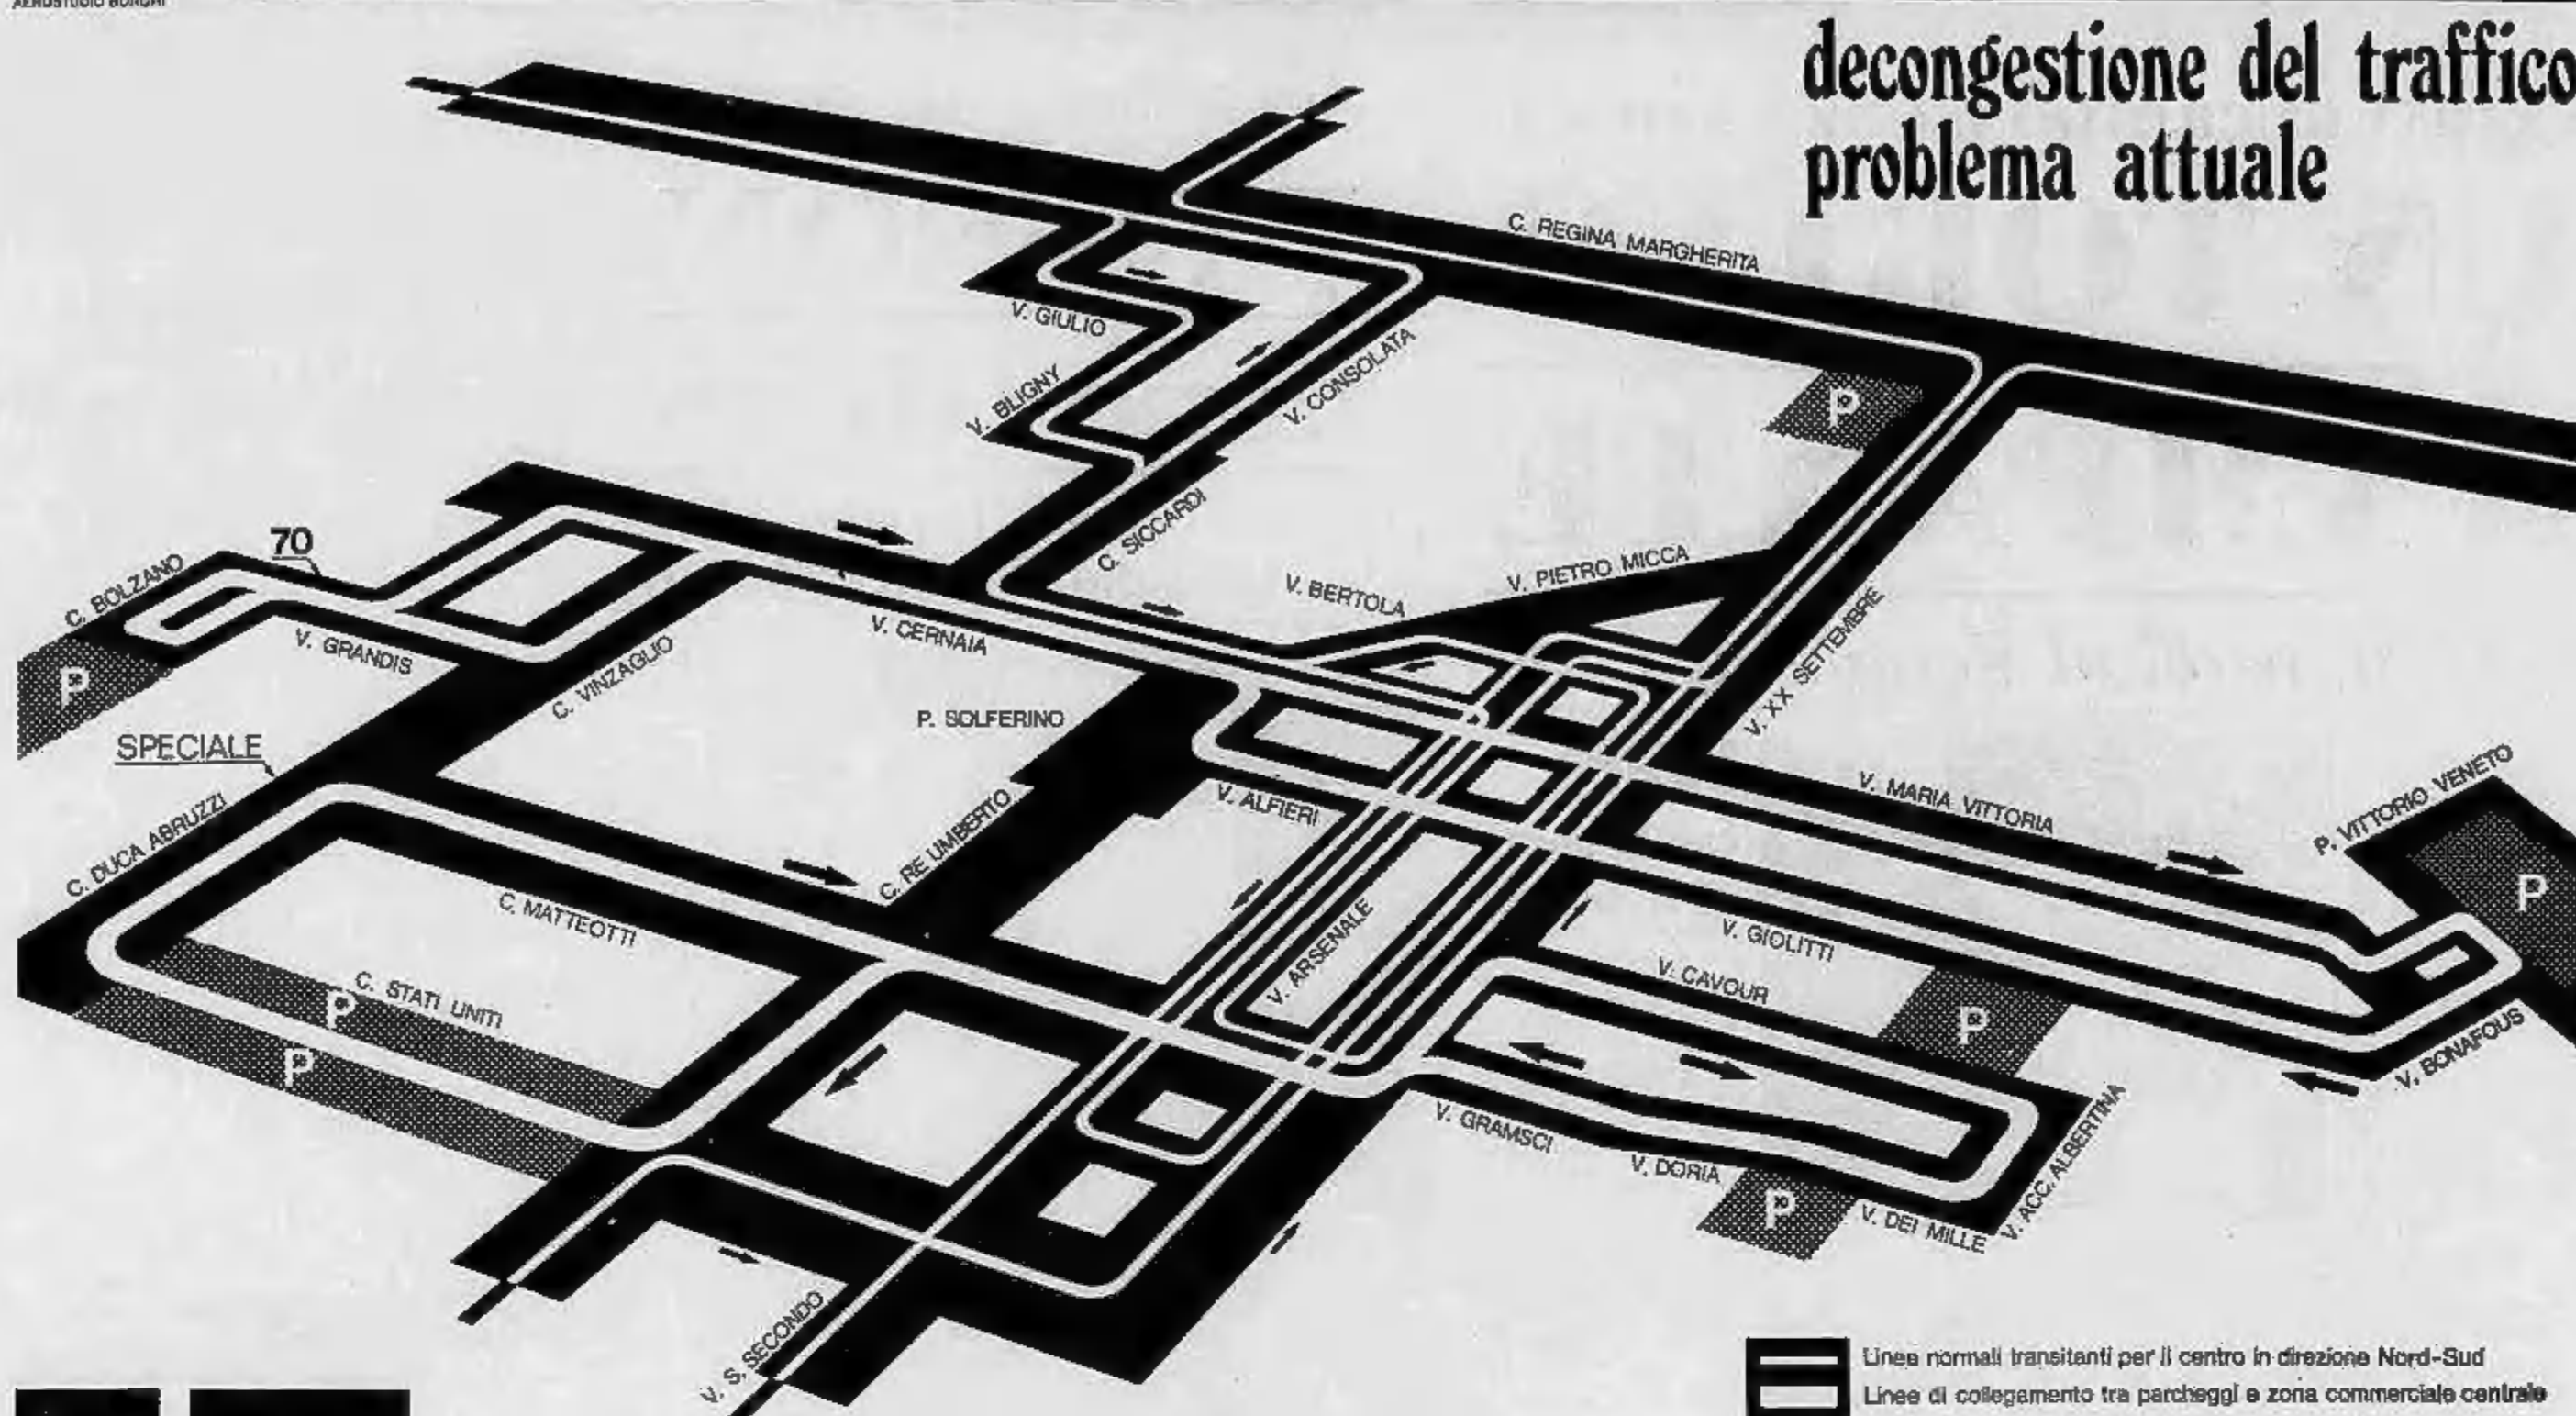 AEROSTUDIO BORGHI
decongestione del traffico
problema attuale
C. REGINA MARGHERITA
V. GIULIO
V. CONSOLATA
V. BLIGNY
P
C. SICCARDI
70
C. BOLZANO
V. BERTOLA
V. PIETRO MICCA
V. GRANDIS
V. CERNAIA
V. XX SETTEMBRE
C. VINZAGLIO
P
P. SOLFERINO
SPECIALE
V. ALFIERI
V. MARIA VITTORIA
P. VITTORIO VENETO
C. DUCA ABRUZZI
C. RE UMBERTO
P
C. MATTEOTTI
V. ARSENALE
V. GIOLITTI
V. CAVOUR
C. STATI UNITI
P
P
P
V. BONAFOUS
V. GRAMSCI
V. DORIA
P
V. DEI MILLE
V. ACC. ALBERTINA
V. S. SECONDO
Linee normali transitanti per il centro in direzione Nord-Sud
Linee di collegamento tra parcheggi e zona commerciale centrale